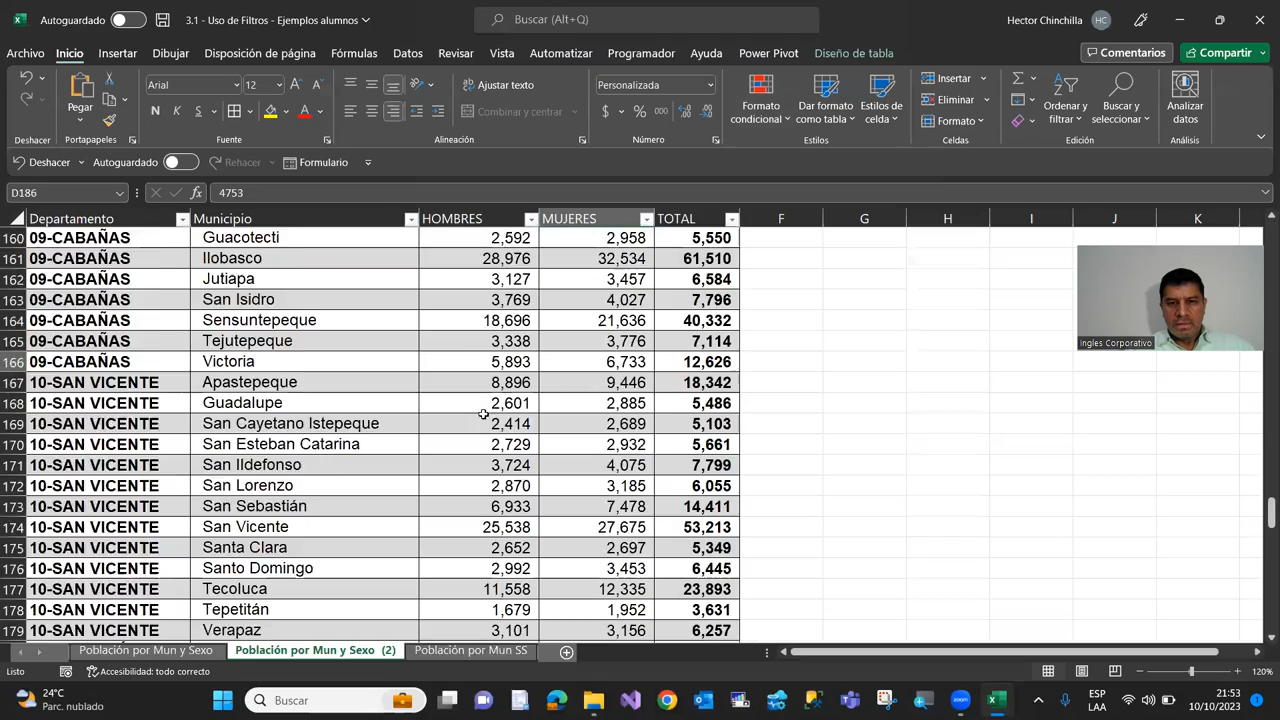 Autoguardado
3.1 - Uso de Filtros - Ejemplos alumnos
Buscar (S)
Hector Chinchilla
HC
Archivo Inicio Insertar Dibujar Disposición de página Fórmulas Datos Revisar Vista Automatizar Programador Ayuda Power Pivot Diseño de tabla
Comentarios
Compartir
Pegar
Arial
12
N K S
Ajustar texto
Combinar y centrar
Personalizada
$ % 000
Formato condicional
Dar formato como tabla
Estilos de celda
Insertar
Eliminar
Formato
Ordenar y filtrar
Buscar y seleccionar
Analizar datos
Deshacer Portapapeles Fuente Alineación Número Estilos Celdas Edición Análisis
Deshacer Autoguardado Rehacer Formulario
D186 fx 4753
Departamento Municipio HOMBRES MUJERES TOTAL F G H I J K
160 09-CABAÑAS Guacotecti 2,592 2,958 5,550
161 09-CABAÑAS Ilobasco 28,976 32,534 61,510
162 09-CABAÑAS Jutiapa 3,127 3,457 6,584
163 09-CABAÑAS San Isidro 3,769 4,027 7,796
164 09-CABAÑAS Sensuntepeque 18,696 21,636 40,332
165 09-CABAÑAS Tejutepeque 3,338 3,776 7,114
166 09-CABAÑAS Victoria 5,893 6,733 12,626
167 10-SAN VICENTE Apastepeque 8,896 9,446 18,342
168 10-SAN VICENTE Guadalupe 2,601 2,885 5,486
169 10-SAN VICENTE San Cayetano Istepeque 2,414 2,689 5,103
170 10-SAN VICENTE San Esteban Catarina 2,729 2,932 5,661
171 10-SAN VICENTE San Ildefonso 3,724 4,075 7,799
172 10-SAN VICENTE San Lorenzo 2,870 3,185 6,055
173 10-SAN VICENTE San Sebastián 6,933 7,478 14,411
174 10-SAN VICENTE San Vicente 25,538 27,675 53,213
175 10-SAN VICENTE Santa Clara 2,652 2,697 5,349
176 10-SAN VICENTE Santo Domingo 2,992 3,453 6,445
177 10-SAN VICENTE Tecoluca 11,558 12,335 23,893
178 10-SAN VICENTE Tepetitán 1,679 1,952 3,631
179 10-SAN VICENTE Verapaz 3,101 3,156 6,257
Ingles Corporativo
Población por Mun y Sexo Población por Mun y Sexo (2) Población por Mun SS
Listo Accesibilidad: todo correcto 120%
24°C
Parc. nublado
Buscar
ESP
LAA
21:53
10/10/2023